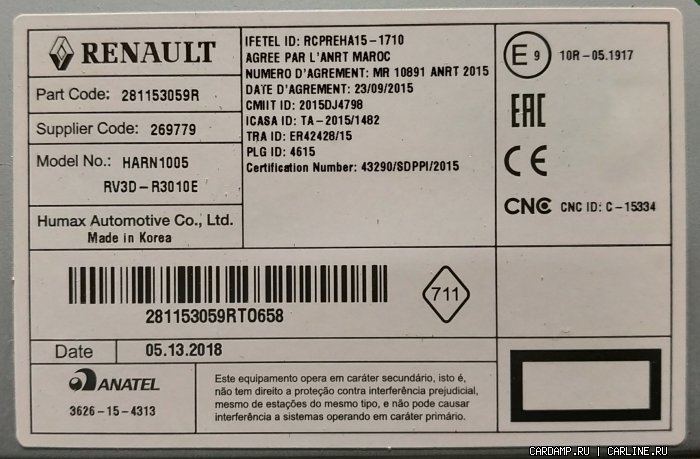 RENAULT
Part Code: 281153059R
Supplier Code: 269779
Model No.: HARN1005
RV3D-R3010E
Humax Automotive Co., Ltd.
Made in Korea
IFETEL ID: RCPREHA15-1710
AGREE PAR L'ANRT MAROC
NUMERO D'AGREMENT: MR 10891 ANRT 2015
DATE D'AGREMENT: 23/09/2015
CMIIT ID: 2015DJ4798
ICASA ID: TA-2015/1482
TRA ID: ER42428/15
PLG ID: 4615
Certification Number: 43290/SDPPI/2015
E 9 10R-05.1917
EAC
CE
CNC CNC ID: C-15334
281153059RT0658
711
Date 05.13.2018
ANATEL
3626-15-4313
Este equipamento opera em caráter secundário, isto é,
não tem direito a proteção contra interferência prejudicial,
mesmo de estações do mesmo tipo, e não pode causar
interferência a sistemas operando em caráter primário.
CARDAMP.RU | CARLINE.RU